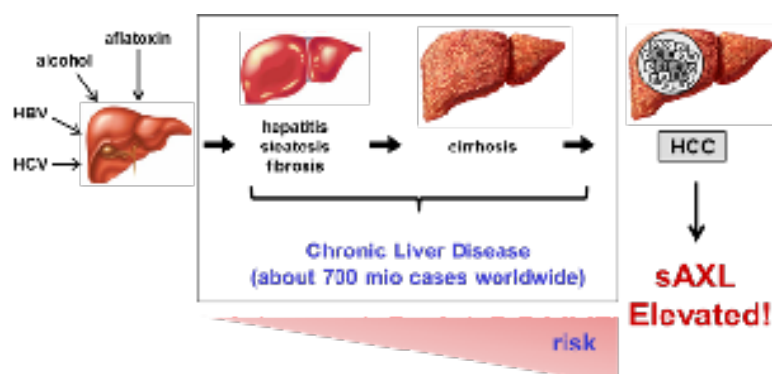 aflatoxin
alcohol
HBV
HCV
hepatitis
steatosis
fibrosis
cirrhosis
HCC
Chronic Liver Disease
(about 700 mio cases worldwide)
sAXL
Elevated!
risk